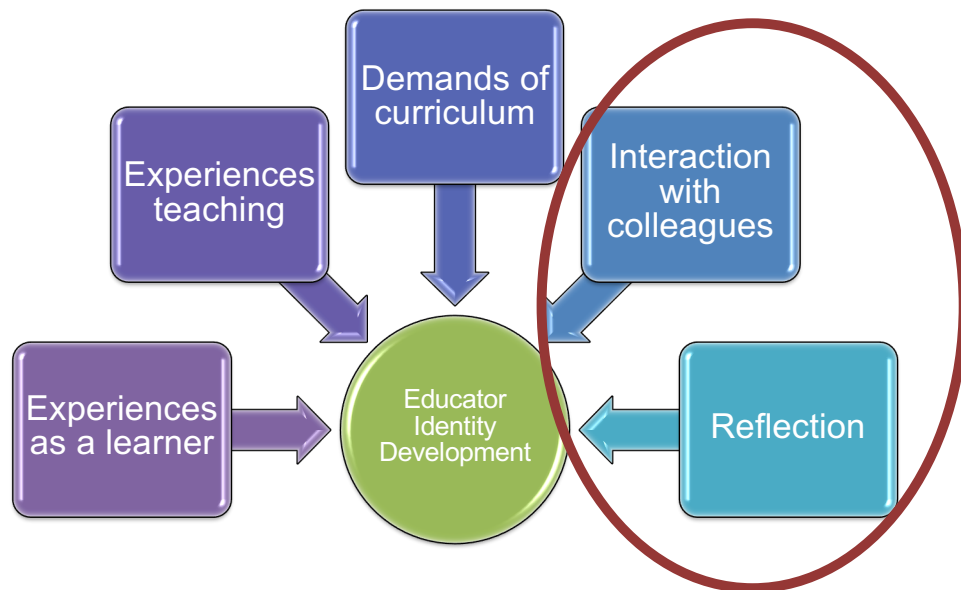 Demands of
curriculum
Experiences
teaching
Interaction
with
colleagues
Experiences
as a learner
Educator
Identity
Development
Reflection